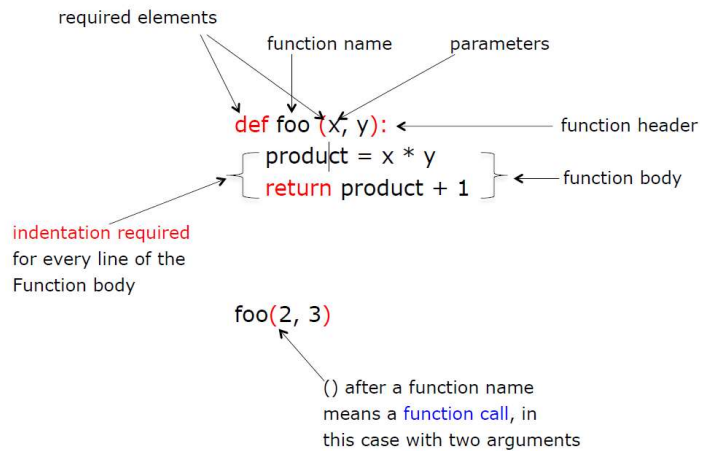 required elements
function name
parameters
def foo (x, y):
function header
product = x * y
return product + 1
function body
indentation required
for every line of the
Function body
foo(2, 3)
() after a function name
means a function call, in
this case with two arguments